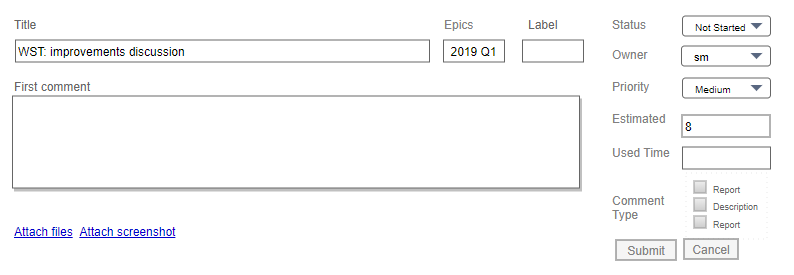 Title Epics Label
WST: improvements discussion 2019 Q1
First comment
Attach files Attach screenshot
Status Not Started
Owner sm
Priority Medium
Estimated 8
Used Time
Comment Type
Report
Description
Report
Submit Cancel